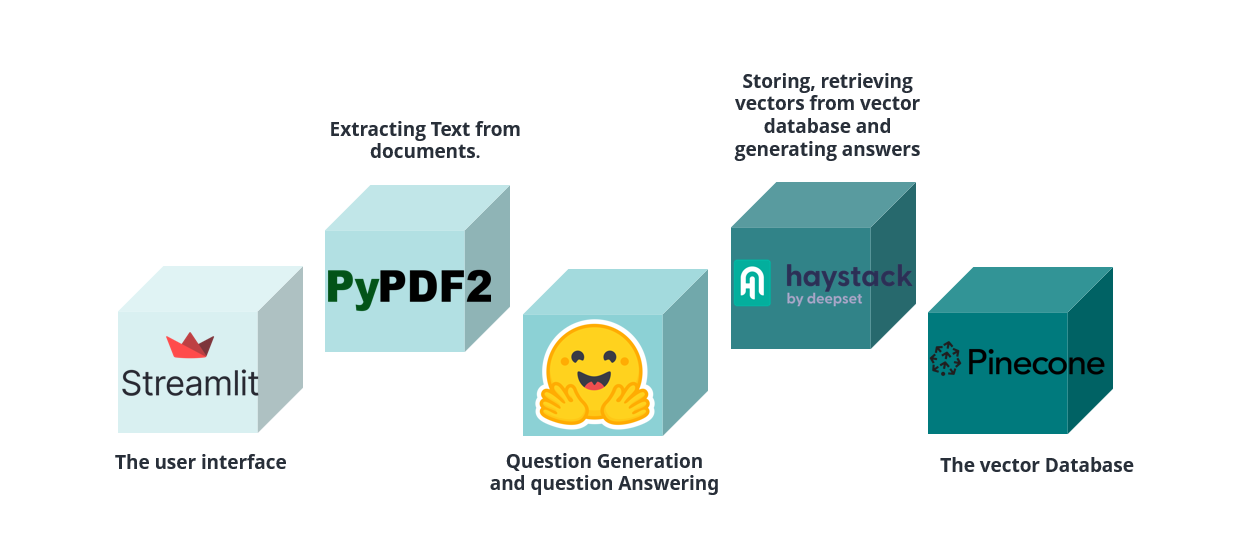 Storing, retrieving
vectors from vector
database and
generating answers
Extracting Text from
documents.
PyPDF2
haystack
by deepset
Streamlit
Pinecone
The user interface
Question Generation
and question Answering
The vector Database